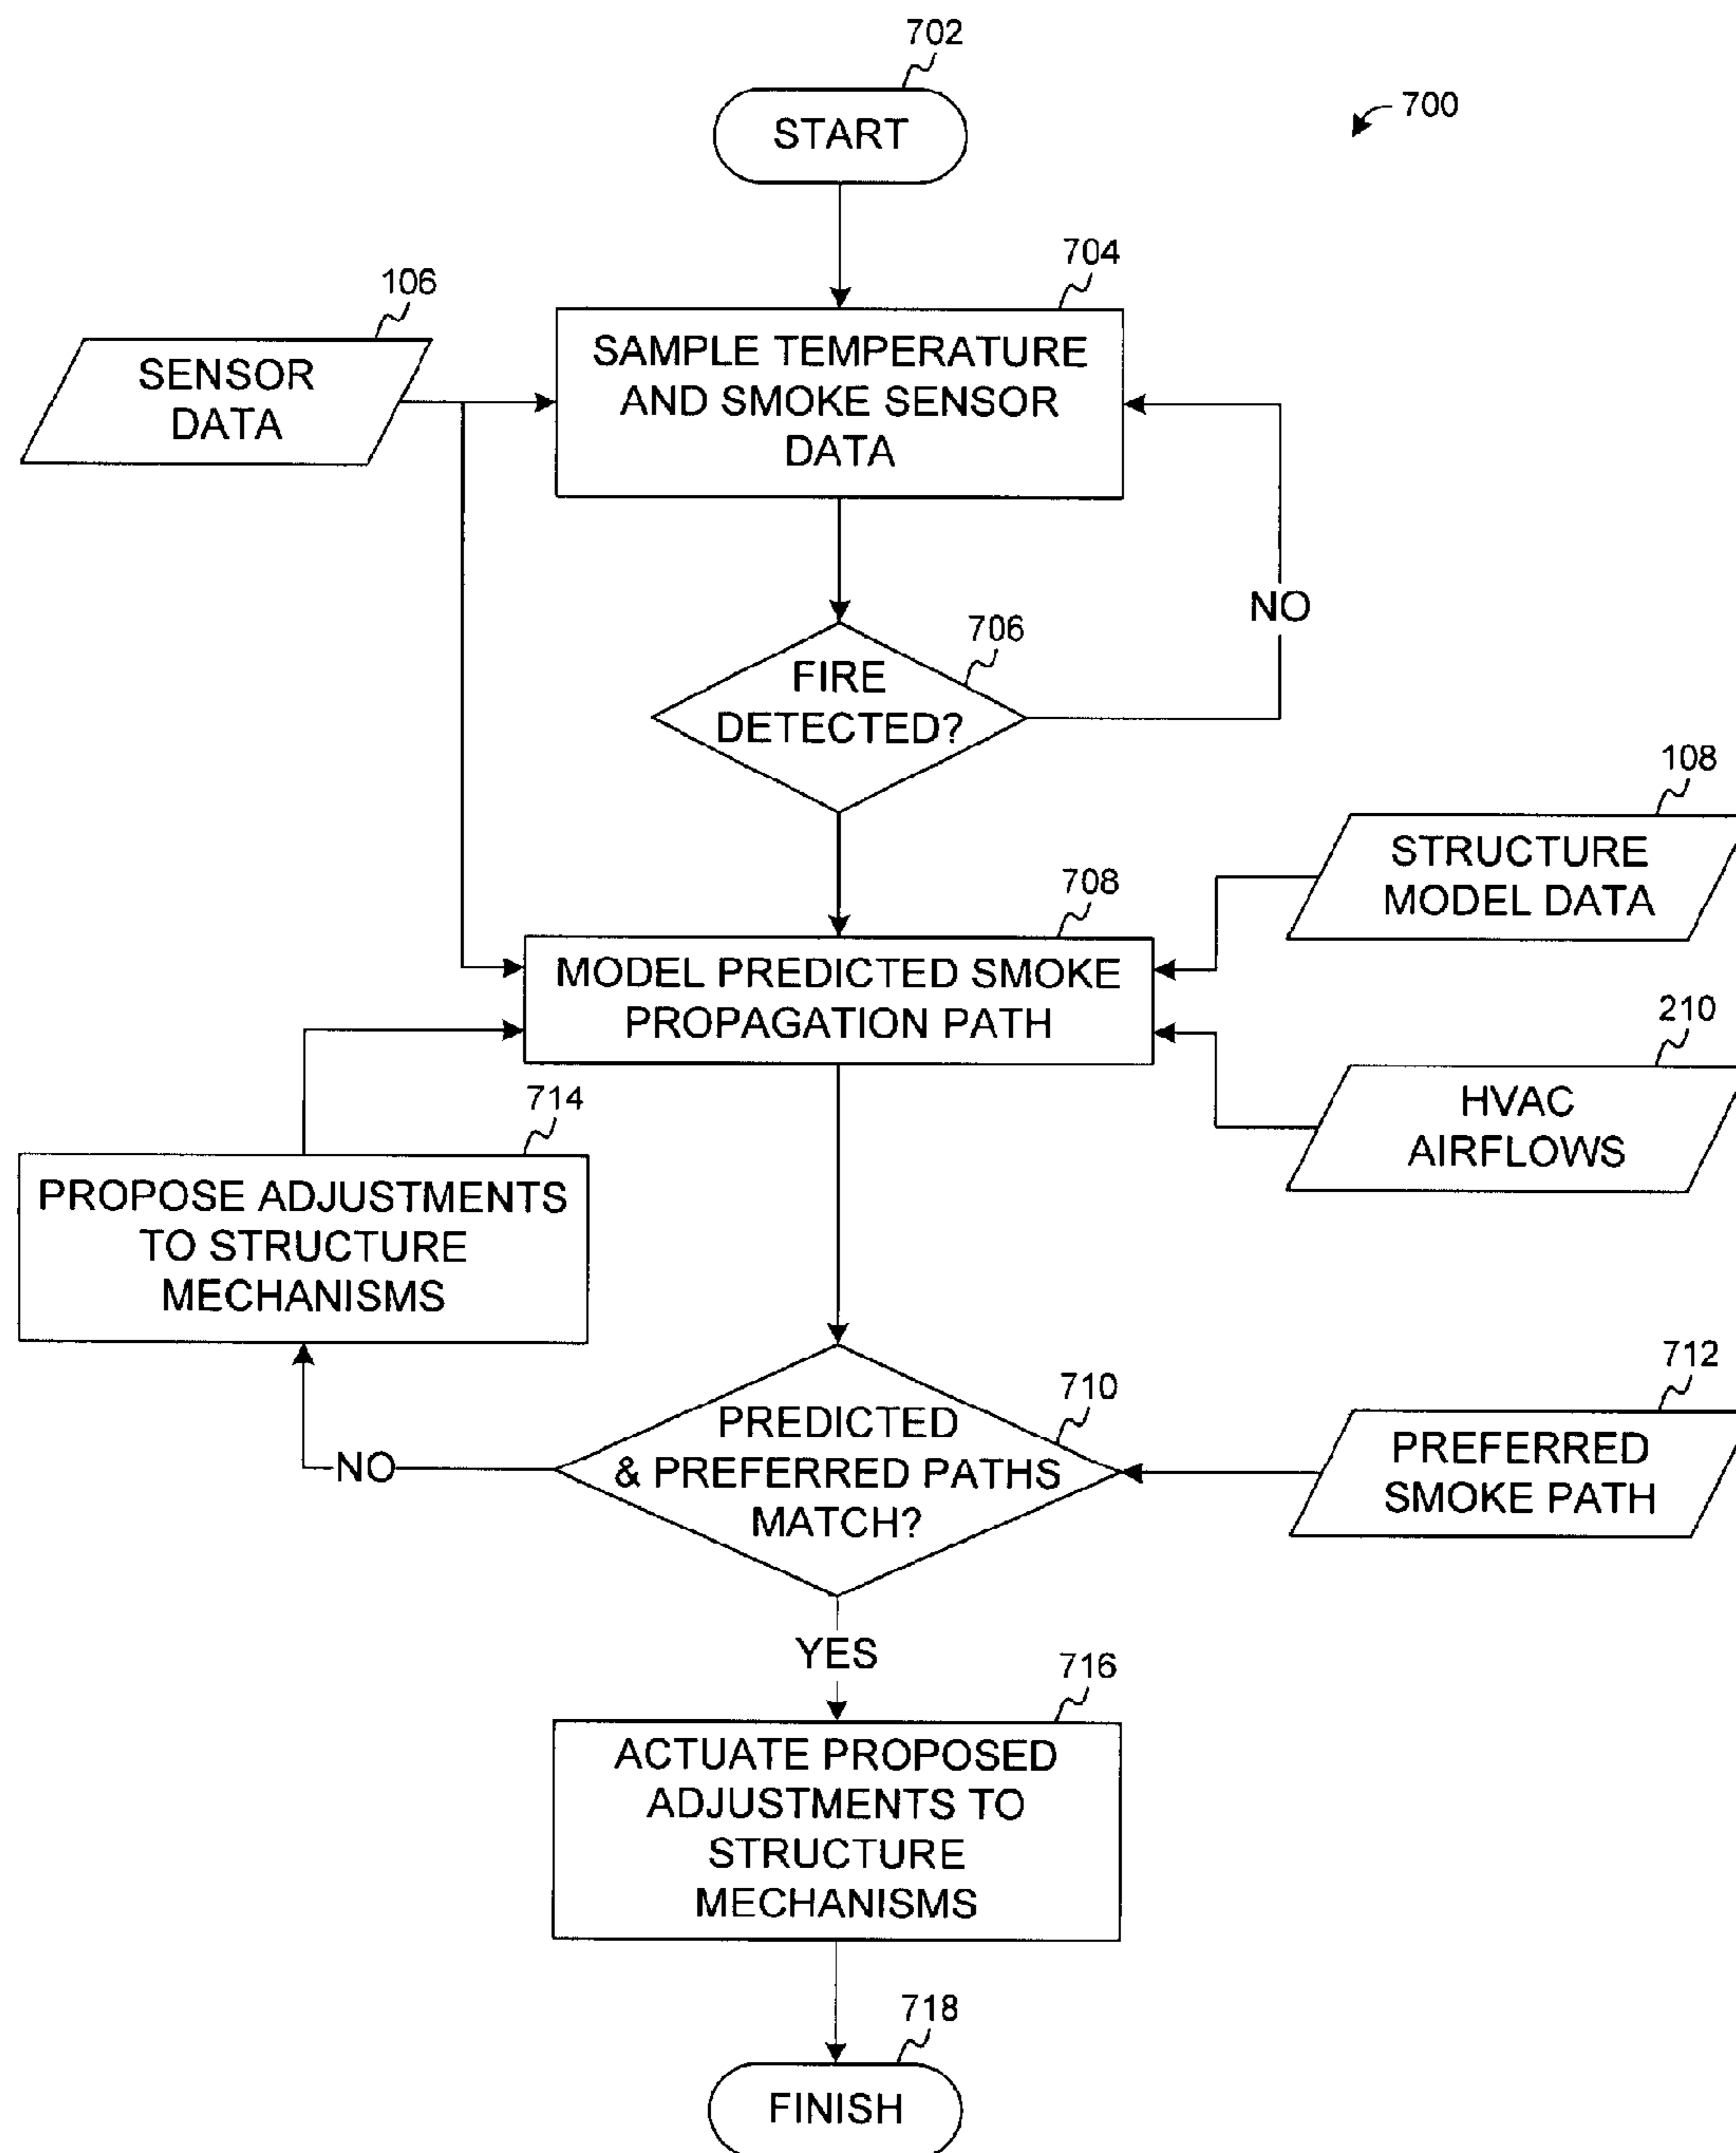 702
START
700
704
106
SAMPLE TEMPERATURE
AND SMOKE SENSOR
DATA
SENSOR
DATA
NO
706
FIRE
DETECTED?
108
STRUCTURE
MODEL DATA
708
MODEL PREDICTED SMOKE
PROPAGATION PATH
210
HVAC
AIRFLOWS
714
PROPOSE ADJUSTMENTS
TO STRUCTURE
MECHANISMS
712
PREFERRED
SMOKE PATH
710
PREDICTED
& PREFERRED PATHS
MATCH?
NO
YES
716
ACTUATE PROPOSED
ADJUSTMENTS TO
STRUCTURE
MECHANISMS
718
FINISH